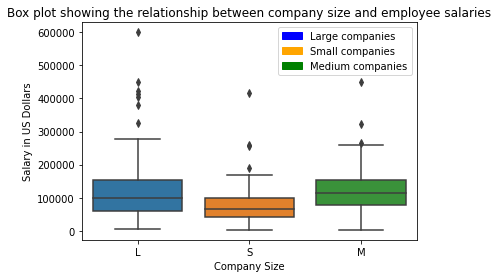 Box plot showing the relationship between company size and employee salaries
Large companies
Small companies
Medium companies
600000
500000
400000
300000
200000
100000
0
Salary in US Dollars
L
S
M
Company Size